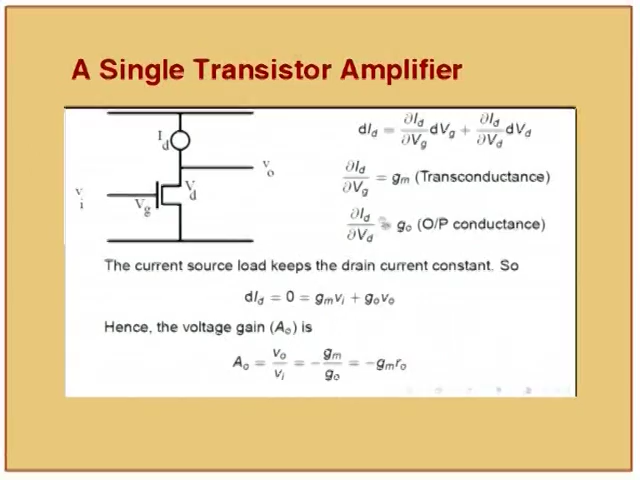 A Single Transistor Amplifier
I_d
v_o
v_i
V_g
V_d
dI_d = ∂I_d/∂V_g dV_g + ∂I_d/∂V_d dV_d
∂I_d/∂V_g = g_m (Transconductance)
∂I_d/∂V_d = g_o (O/P conductance)
The current source load keeps the drain current constant. So
dI_d = 0 = g_m v_i + g_o v_o
Hence, the voltage gain (A_o) is
A_o = v_o/v_i = −g_m/g_o = −g_m r_o